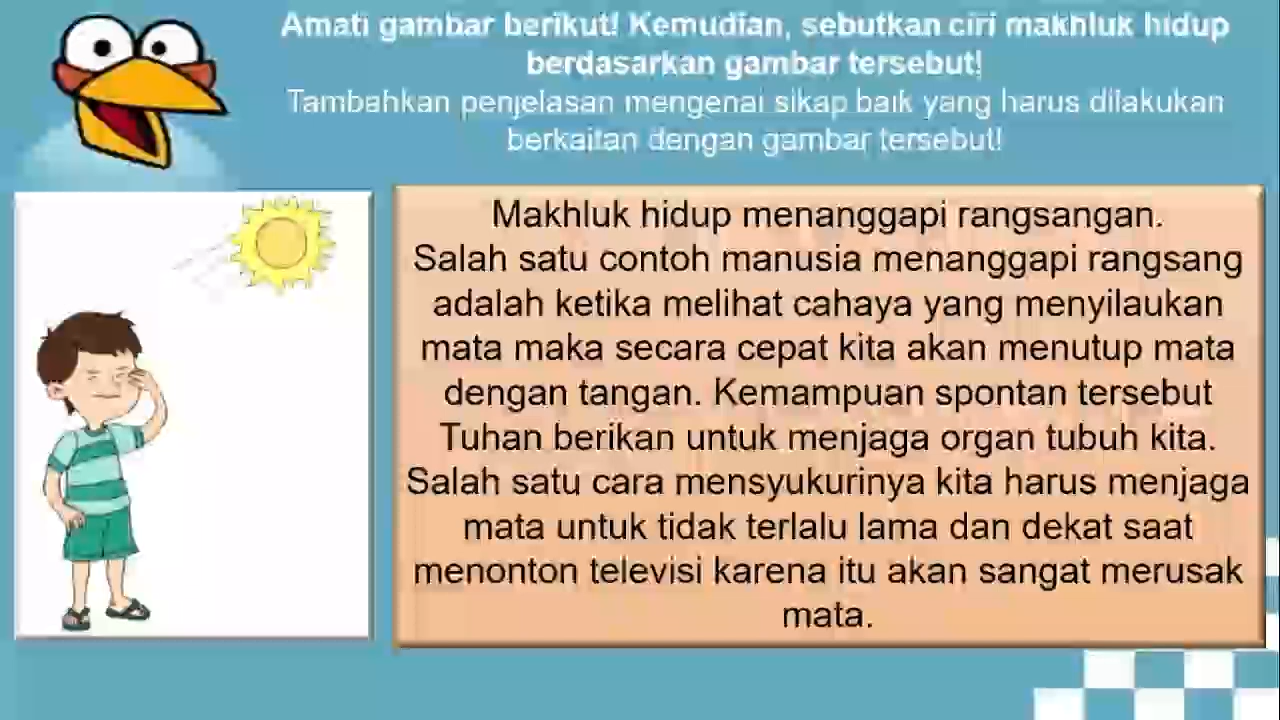 Amati gambar berikut! Kemudian, sebutkan ciri makhluk hidup
berdasarkan gambar tersebut!
Tambahkan penjelasan mengenai sikap baik yang harus dilakukan
berkaitan dengan gambar tersebut!
Makhluk hidup menanggapi rangsangan.
Salah satu contoh manusia menanggapi rangsang
adalah ketika melihat cahaya yang menyilaukan
mata maka secara cepat kita akan menutup mata
dengan tangan. Kemampuan spontan tersebut
Tuhan berikan untuk menjaga organ tubuh kita.
Salah satu cara mensyukurinya kita harus menjaga
mata untuk tidak terlalu lama dan dekat saat
menonton televisi karena itu akan sangat merusak
mata.